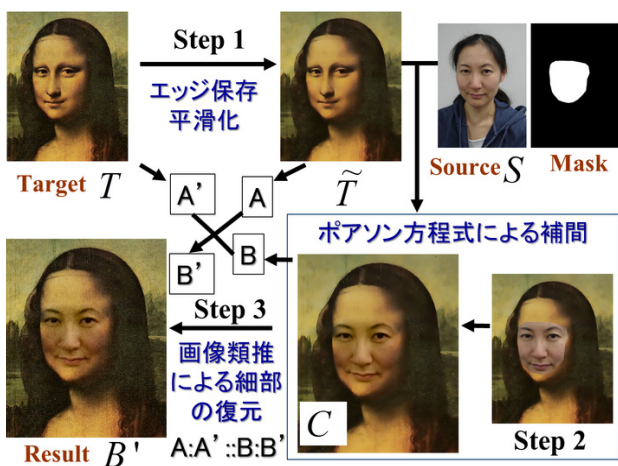 Step 1
エッジ保存
平滑化
Target T
T̃
Source S
Mask
A'
A
B'
B
ポアソン方程式による補間
Step 3
画像類推
による細部
の復元
A:A'::B:B'
Result B'
C
Step 2